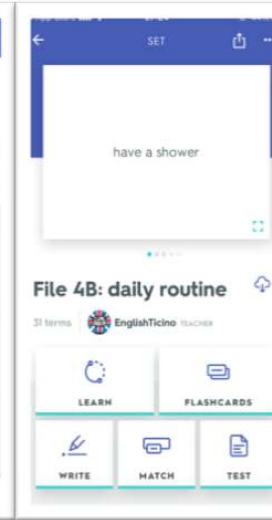 SET
have a shower
File 4B: daily routine
31 terms EnglishTicino TEACHER
LEARN FLASHCARDS
WRITE MATCH TEST